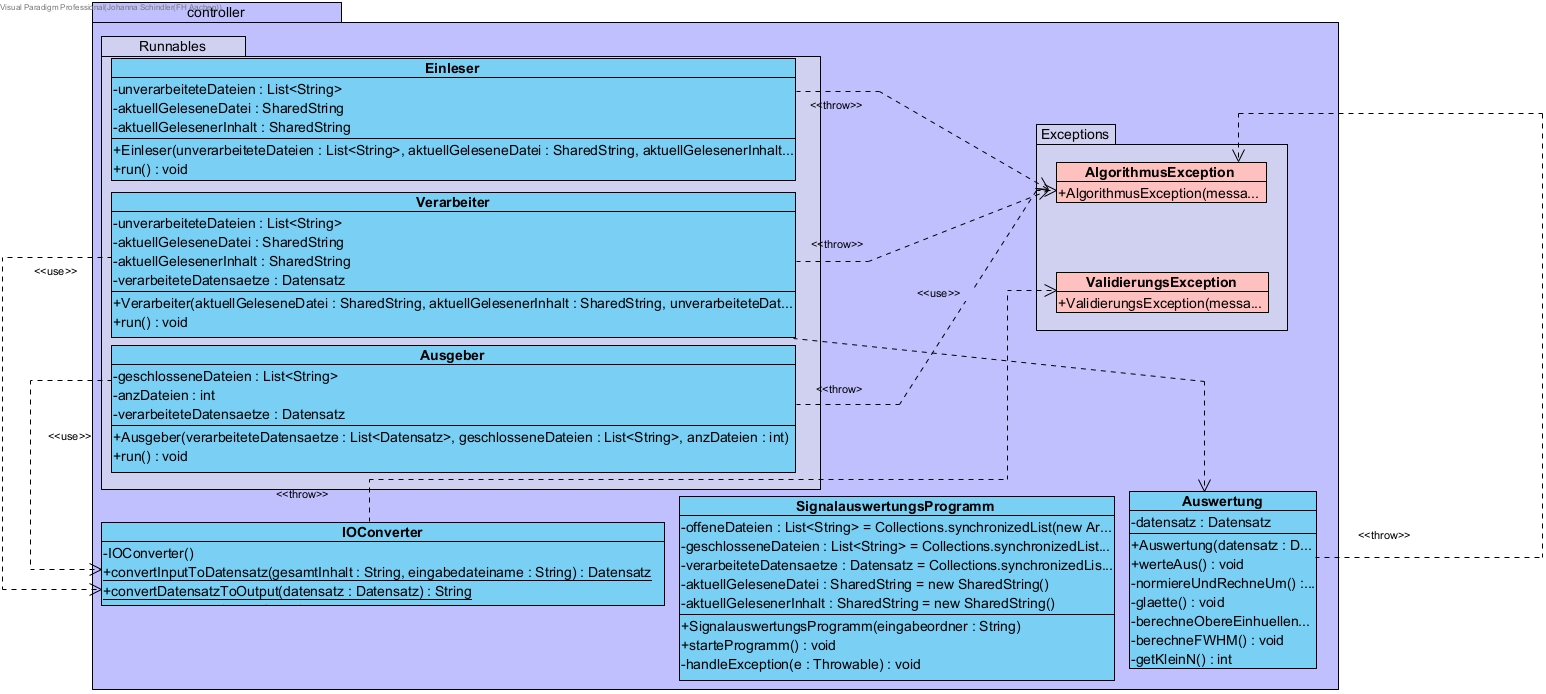 Visual Paradigm Professional(Johanna Schindler(FH Aachen))
controller
Runnables
Einleser
-unverarbeiteteDateien : List<String>
-aktuellGeleseneDatei : SharedString
-aktuellGelesenerInhalt : SharedString
+Einleser(unverarbeiteteDateien : List<String>, aktuellGeleseneDatei : SharedString, aktuellGelesenerInhalt...
+run() : void
<<throw>>
Exceptions
AlgorithmusException
+AlgorithmusException(messa...
Verarbeiter
-unverarbeiteteDateien : List<String>
-aktuellGeleseneDatei : SharedString
-aktuellGelesenerInhalt : SharedString
-verarbeiteteDatensaetze : Datensatz
+Verarbeiter(aktuellGeleseneDatei : SharedString, aktuellGelesenerInhalt : SharedString, unverarbeiteteDat...
+run() : void
<<throw>>
<<use>>
<<use>>
ValidierungsException
+ValidierungsException(messa...
Ausgeber
-geschlosseneDateien : List<String>
-anzDateien : int
-verarbeiteteDatensaetze : Datensatz
+Ausgeber(verarbeiteteDatensaetze : List<Datensatz>, geschlosseneDateien : List<String>, anzDateien : int)
+run() : void
<<throw>>
<<use>>
<<throw>>
IOConverter
-IOConverter()
+convertInputToDatensatz(gesamtInhalt : String, eingabedateiname : String) : Datensatz
+convertDatensatzToOutput(datensatz : Datensatz) : String
SignalauswertungsProgramm
-offeneDateien : List<String> = Collections.synchronizedList(new Ar...
-geschlosseneDateien : List<String> = Collections.synchronizedList...
-verarbeiteteDatensaetze : Datensatz = Collections.synchronizedLis...
-aktuellGeleseneDatei : SharedString = new SharedString()
-aktuellGelesenerInhalt : SharedString = new SharedString()
+SignalauswertungsProgramm(eingabeordner : String)
+starteProgramm() : void
-handleException(e : Throwable) : void
Auswertung
-datensatz : Datensatz
+Auswertung(datensatz : D...
+werteAus() : void
-normiereUndRechneUm() :...
-glaette() : void
-berechneObereEinhuellen...
-berechneFWHM() : void
-getKleinN() : int
<<throw>>